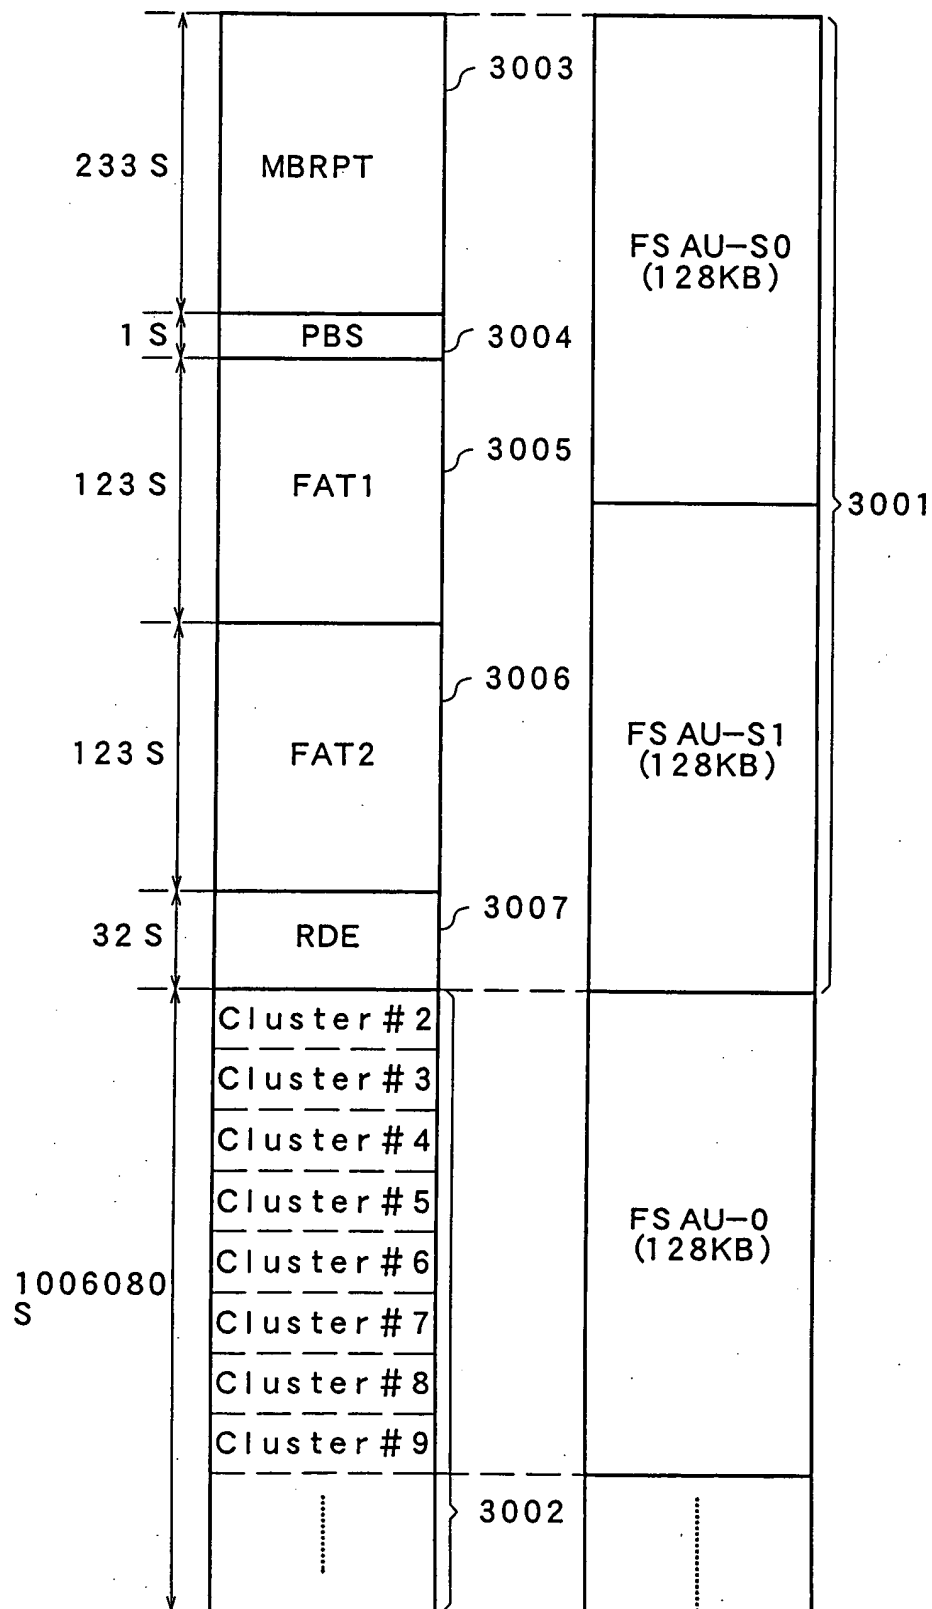 3003
233 S
MBRPT
FS AU-S0
(128KB)
1 S
PBS
3004
3005
123 S
FAT1
3001
3006
123 S
FAT2
FS AU-S1
(128KB)
3007
32 S
RDE
Cluster #2
Cluster #3
Cluster #4
Cluster #5
Cluster #6
Cluster #7
Cluster #8
Cluster #9
1006080
S
FS AU-0
(128KB)
3002